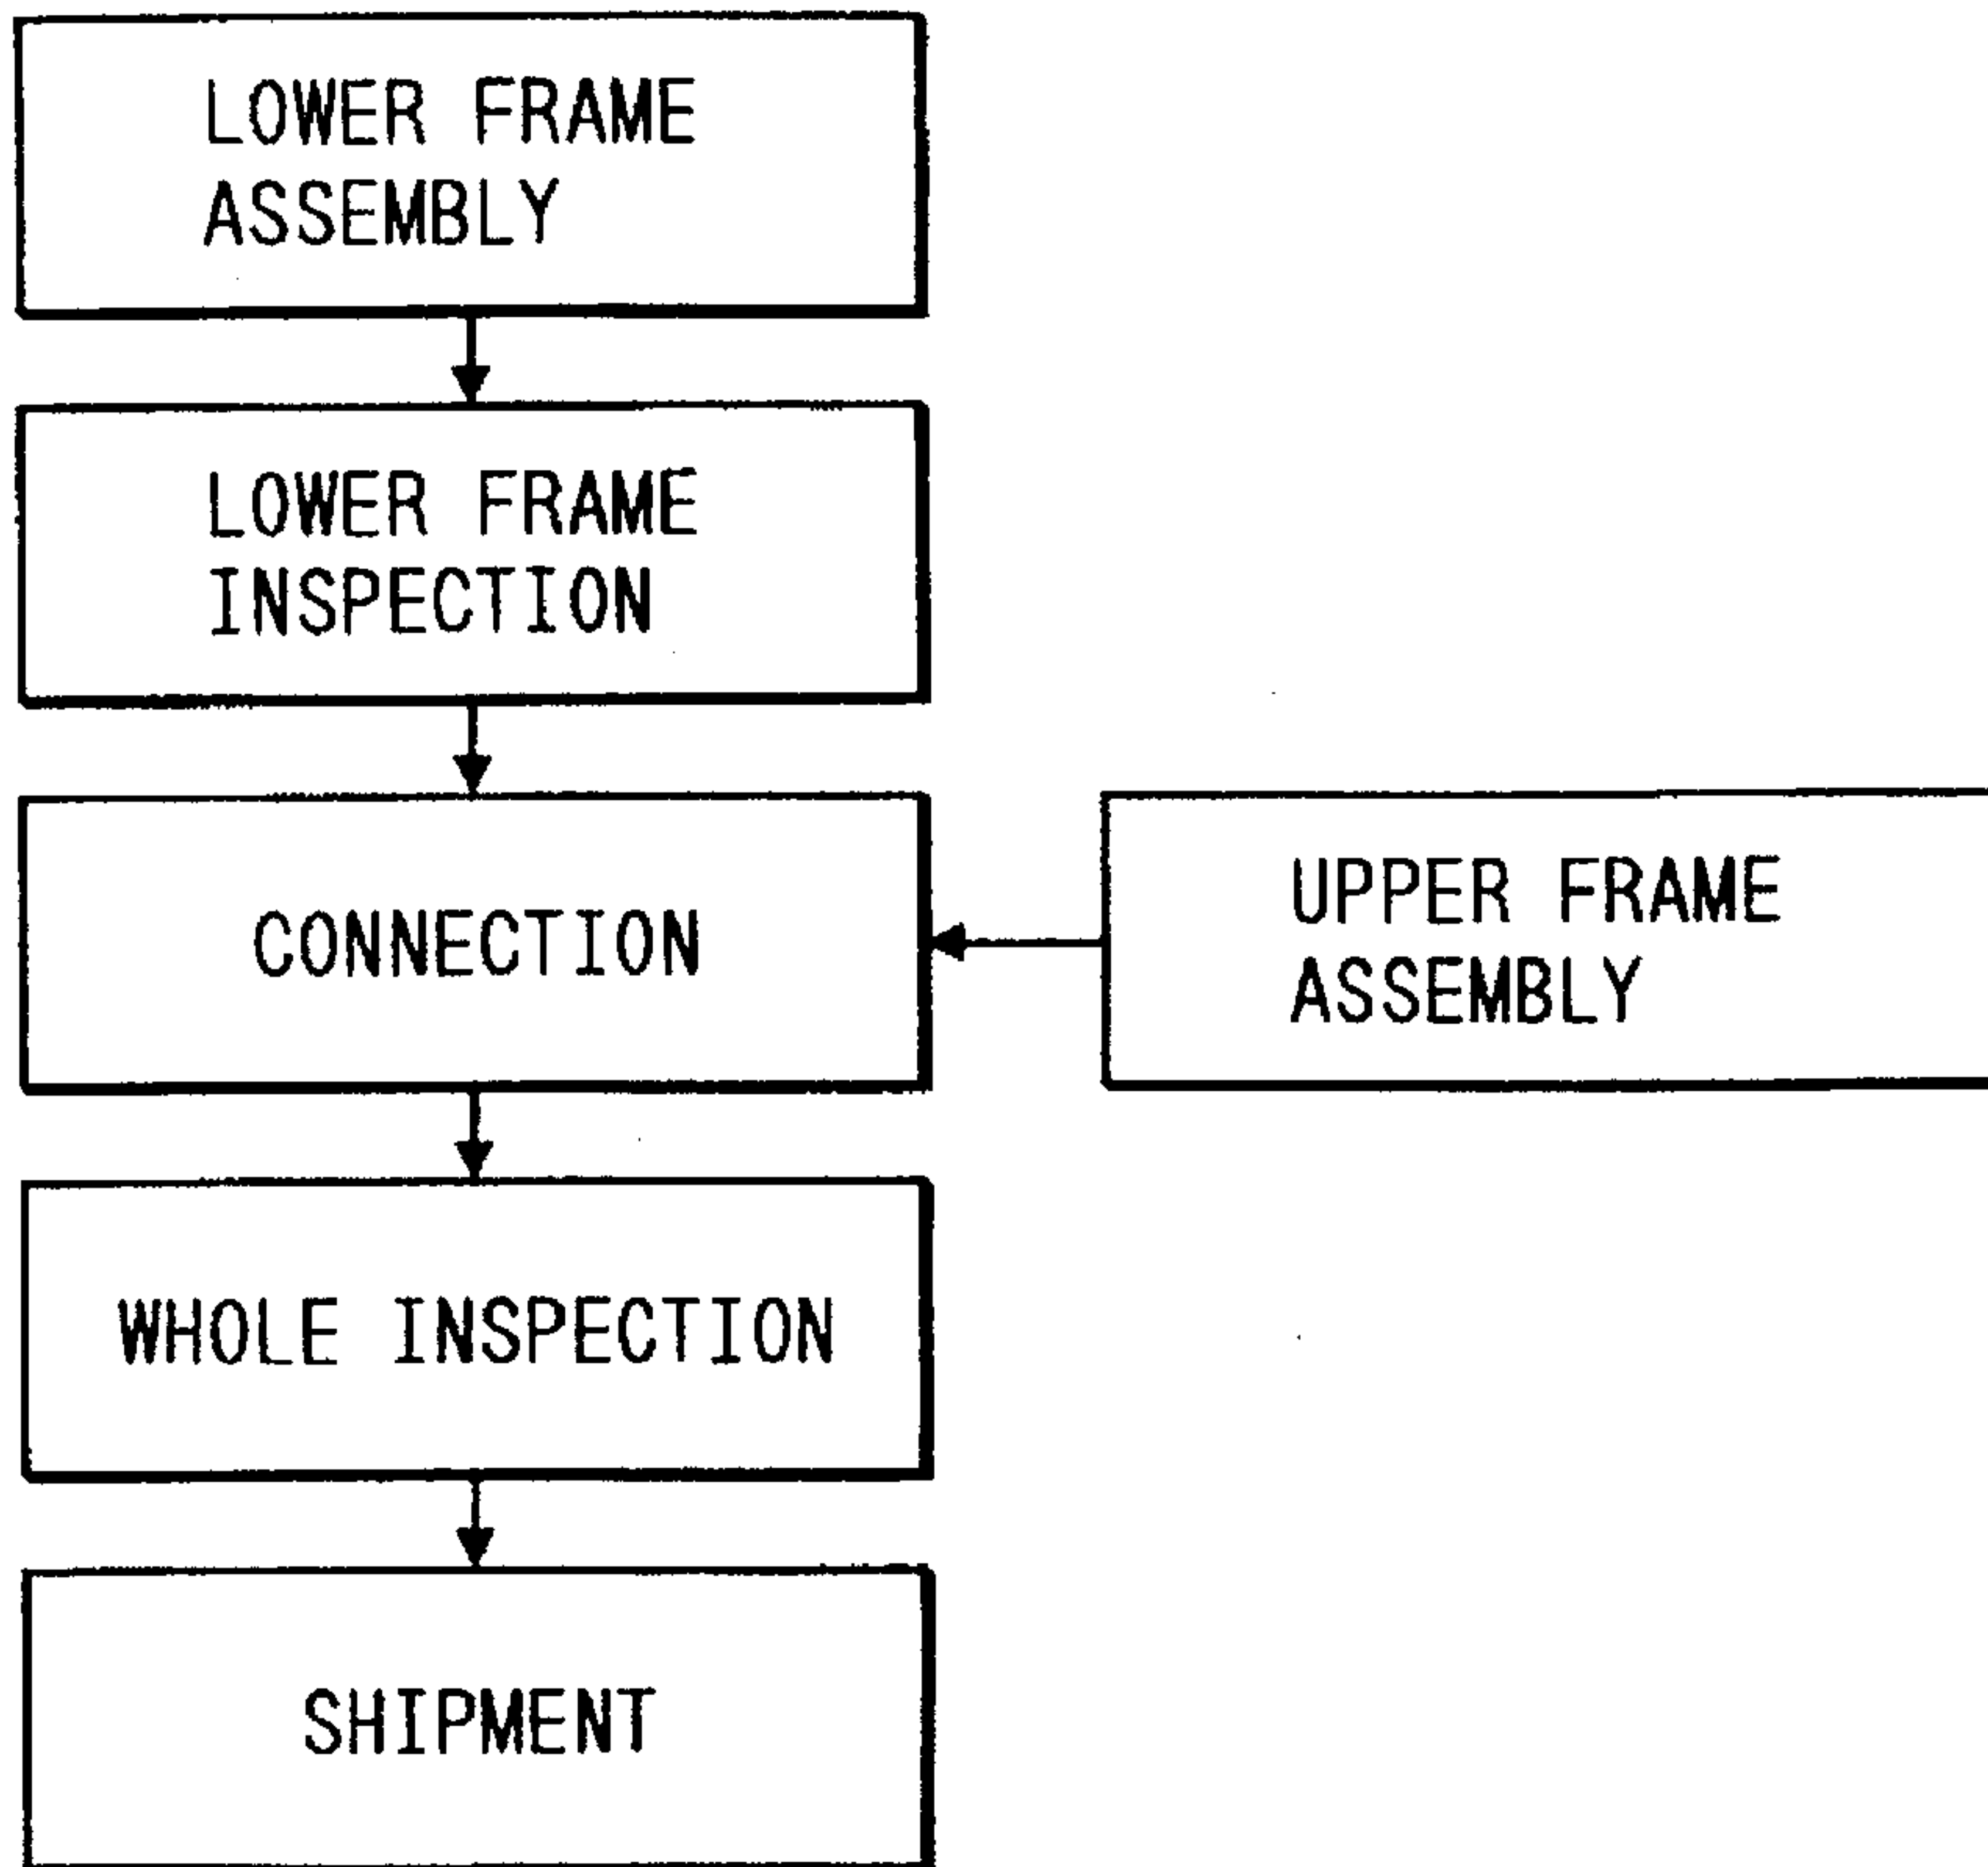 LOWER FRAME
ASSEMBLY
LOWER FRAME
INSPECTION
CONNECTION
UPPER FRAME
ASSEMBLY
WHOLE INSPECTION
SHIPMENT